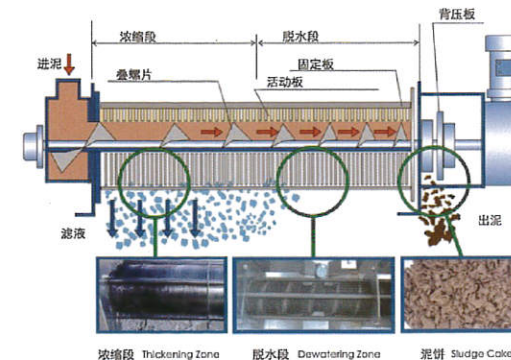 背压板
浓缩段
脱水段
进泥
固定板
叠螺片
活动板
滤液
出泥
浓缩段 Thickening Zone
脱水段 Dewatering Zone
泥饼 Sludge Cake